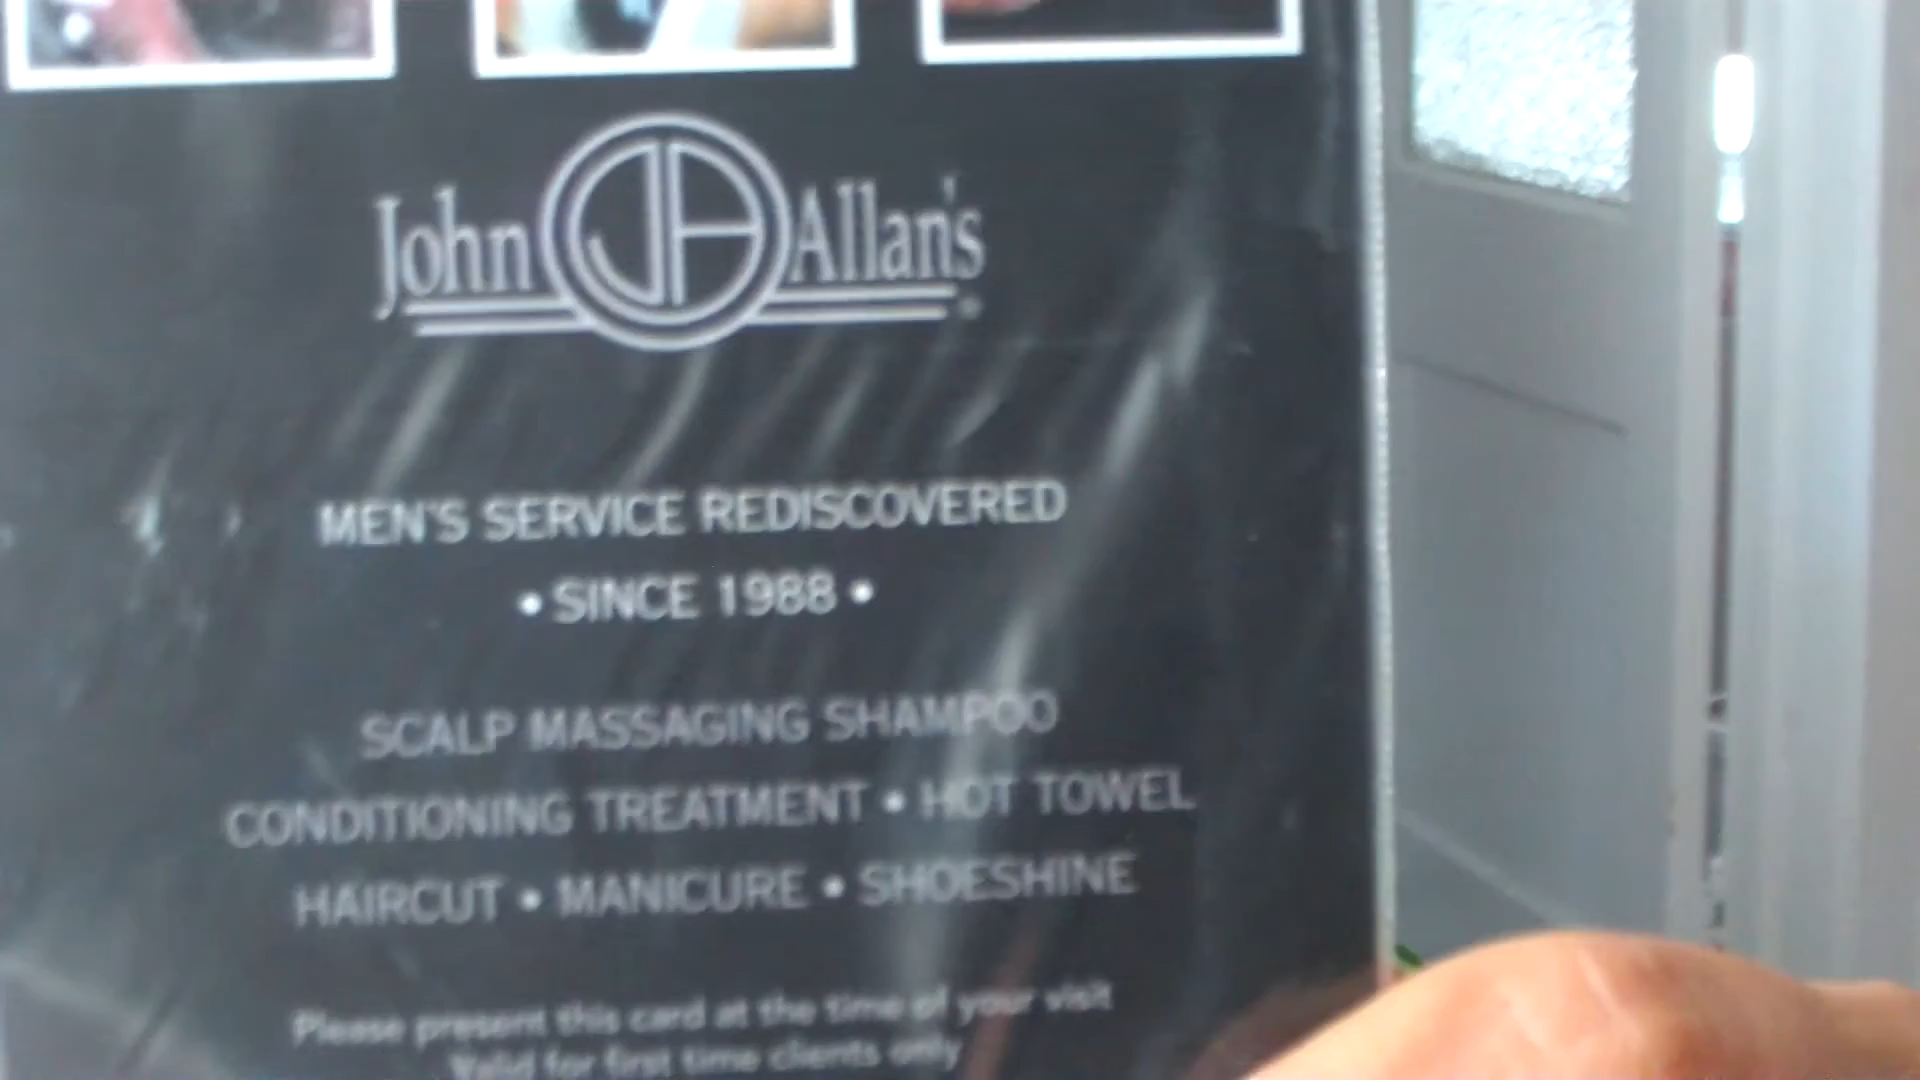 John JA Allan's
MEN'S SERVICE REDISCOVERED
• SINCE 1988 •
SCALP MASSAGING SHAMPOO
CONDITIONING TREATMENT • HOT TOWEL
HAIRCUT • MANICURE • SHOESHINE
Please present this card at the time of your visit
Valid for first time clients only